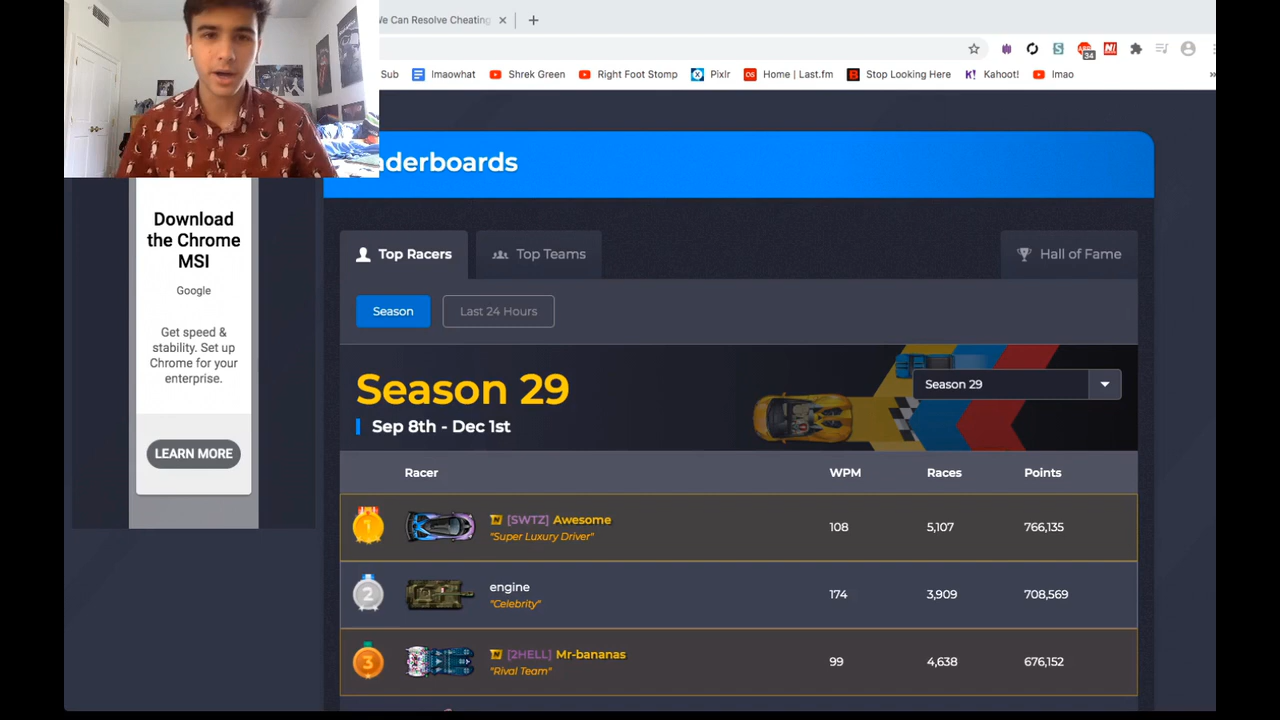 We Can Resolve Cheating
Sub lmaowhat Shrek Green Right Foot Stomp Pixlr Home | Last.fm Stop Looking Here Kahoot! lmao »
34
derboards
Download
the Chrome
MSI
Google
Get speed &
stability. Set up
Chrome for your
enterprise.
LEARN MORE
Top Racers Top Teams Hall of Fame
Season Last 24 Hours
Season 29
Season 29
Sep 8th - Dec 1st
Racer WPM Races Points
1 [SWTZ] Awesome 108 5,107 766,135
"Super Luxury Driver"
2 engine 174 3,909 708,569
"Celebrity"
3 [2HELL] Mr-bananas 99 4,638 676,152
"Rival Team"